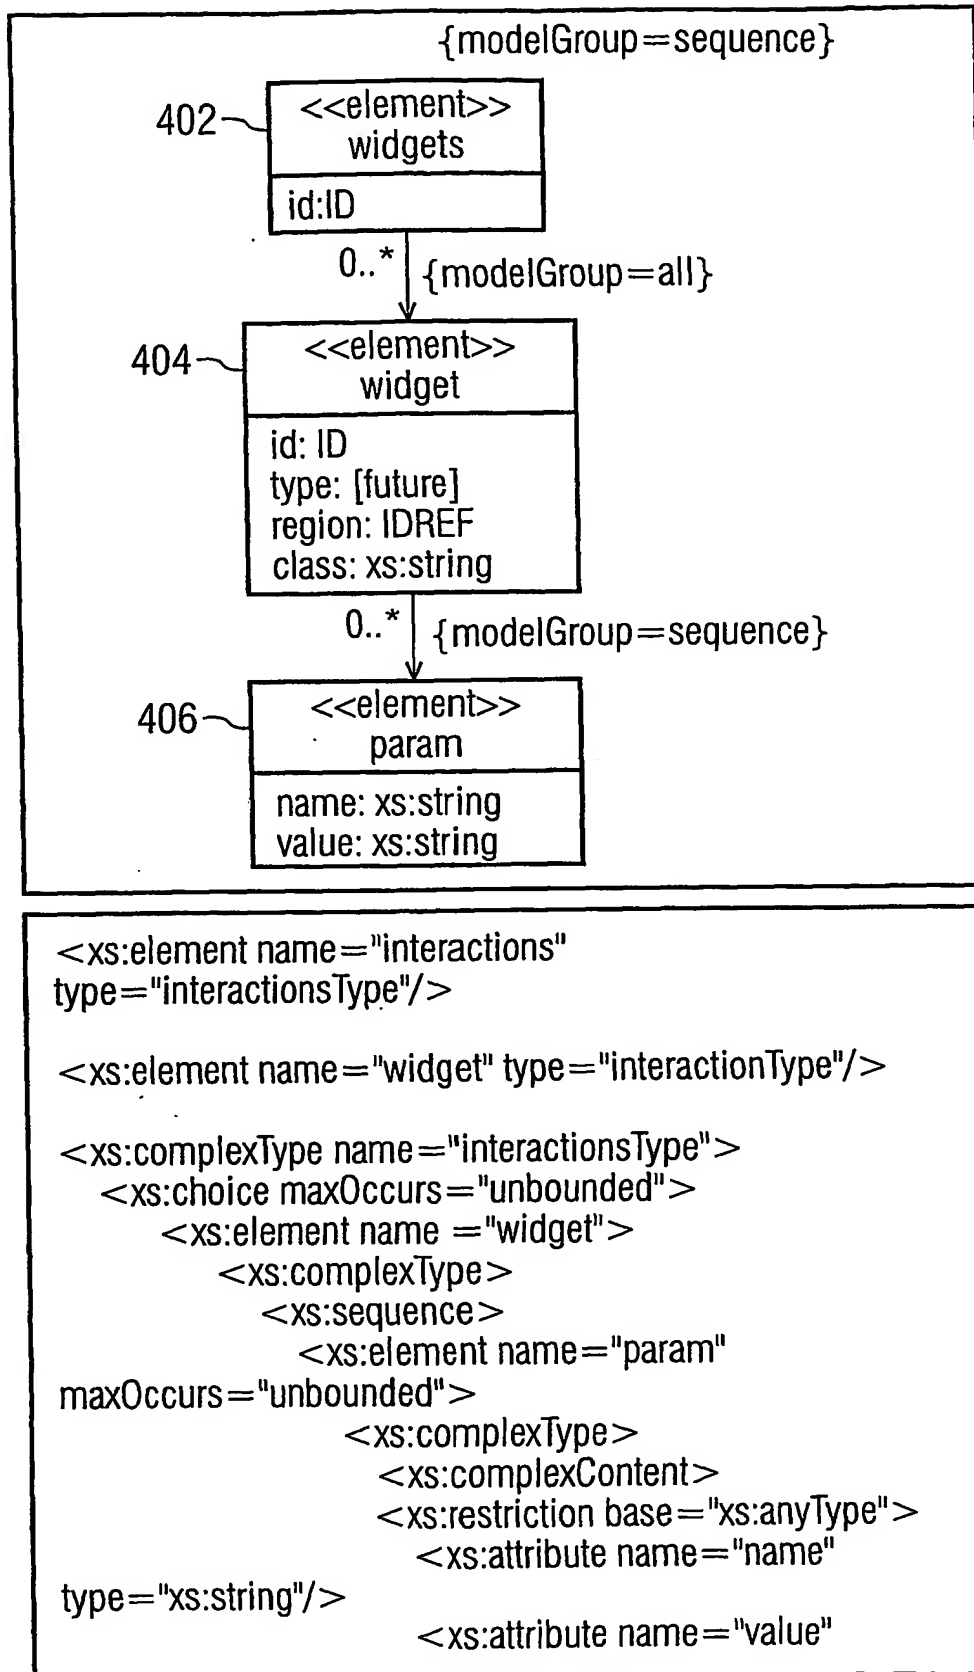 {modelGroup=sequence}
402
<<element>>
widgets
id:ID
0..*
{modelGroup=all}
404
<<element>>
widget
id: ID
type: [future]
region: IDREF
class: xs:string
0..*
{modelGroup=sequence}
406
<<element>>
param
name: xs:string
value: xs:string
<xs:element name="interactions"
type="interactionsType"/>
<xs:element name="widget" type="interactionType"/>
<xs:complexType name="interactionsType">
<xs:choice maxOccurs="unbounded">
<xs:element name ="widget">
<xs:complexType>
<xs:sequence>
<xs:element name="param"
maxOccurs="unbounded">
<xs:complexType>
<xs:complexContent>
<xs:restriction base="xs:anyType">
<xs:attribute name="name"
type="xs:string"/>
<xs:attribute name="value"